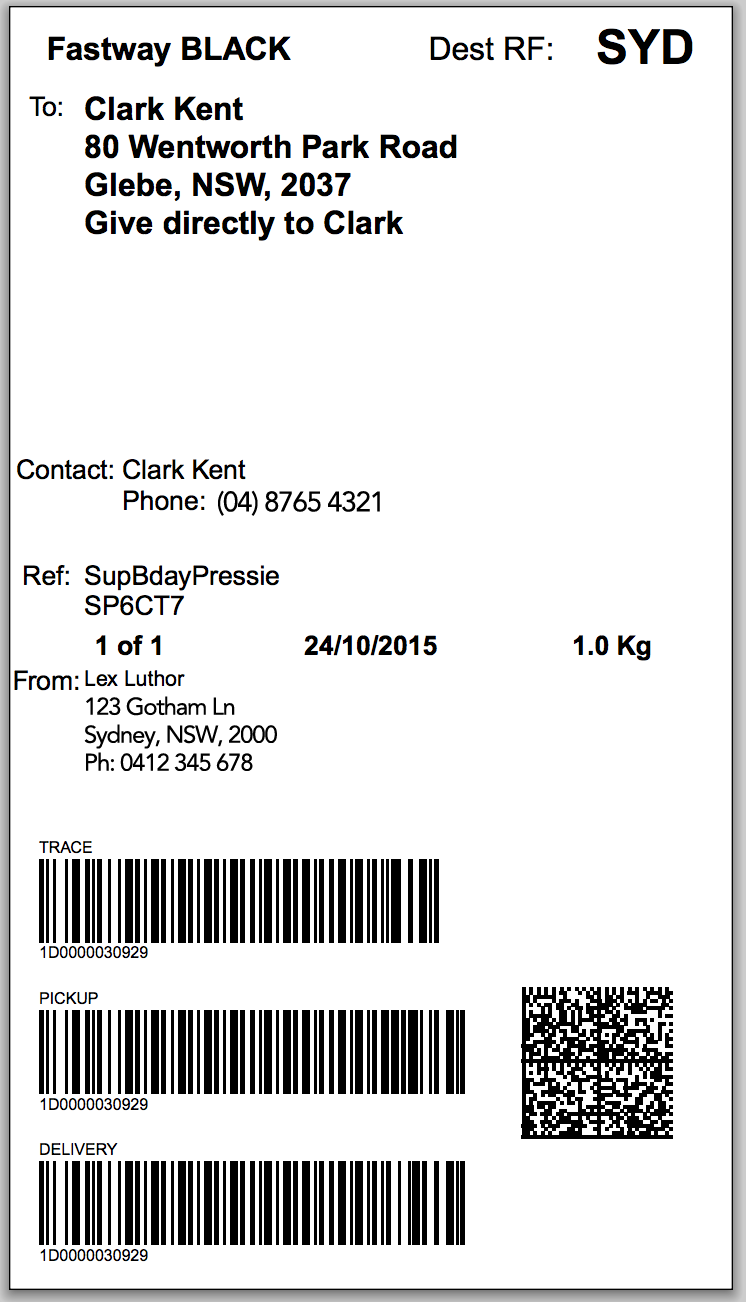 Fastway BLACK Dest RF: SYD
To: Clark Kent
80 Wentworth Park Road
Glebe, NSW, 2037
Give directly to Clark
Contact: Clark Kent
Phone: (04) 8765 4321
Ref: SupBdayPressie
SP6CT7
1 of 1 24/10/2015 1.0 Kg
From: Lex Luthor
123 Gotham Ln
Sydney, NSW, 2000
Ph: 0412 345 678
TRACE
1D0000030929
PICKUP
1D0000030929
DELIVERY
1D0000030929